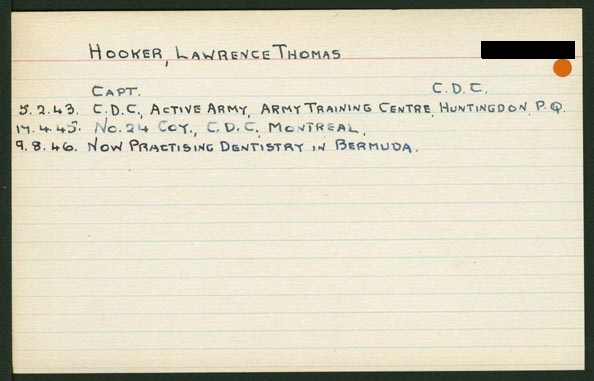 HOOKER, LAWRENCE THOMAS
CAPT. C.D.C.
5.2.43. C.D.C., ACTIVE ARMY, ARMY TRAINING CENTRE, HUNTINGDON, P.Q.
17.4.45. No. 24 COY., C.D.C., MONTREAL.
9.8.46. NOW PRACTISING DENTISTRY IN BERMUDA.